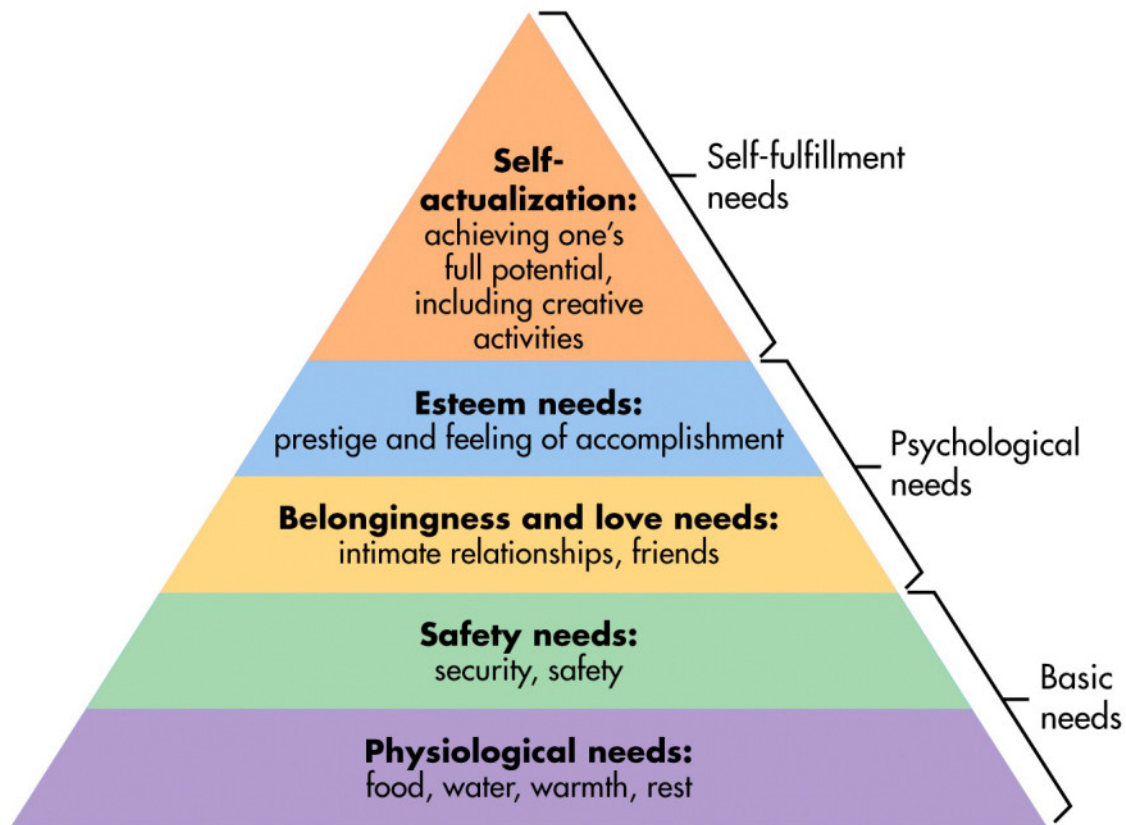 Self-
actualization:
achieving one's
full potential,
including creative
activities
Self-fulfillment
needs
Esteem needs:
prestige and feeling of accomplishment
Psychological
needs
Belongingness and love needs:
intimate relationships, friends
Safety needs:
security, safety
Basic
needs
Physiological needs:
food, water, warmth, rest